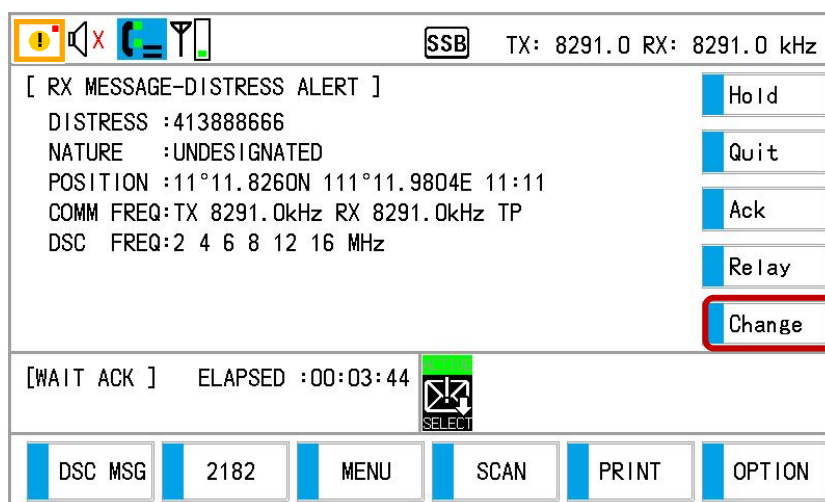 SSB TX: 8291.0 RX: 8291.0 kHz
[ RX MESSAGE-DISTRESS ALERT ]
DISTRESS :413888666
NATURE :UNDESIGNATED
POSITION :11°11.8260N 111°11.9804E 11:11
COMM FREQ:TX 8291.0kHz RX 8291.0kHz TP
DSC FREQ:2 4 6 8 12 16 MHz
Hold
Quit
Ack
Relay
Change
[WAIT ACK ] ELAPSED :00:03:44
ACTIVE
SELECT
DSC MSG 2182 MENU SCAN PRINT OPTION